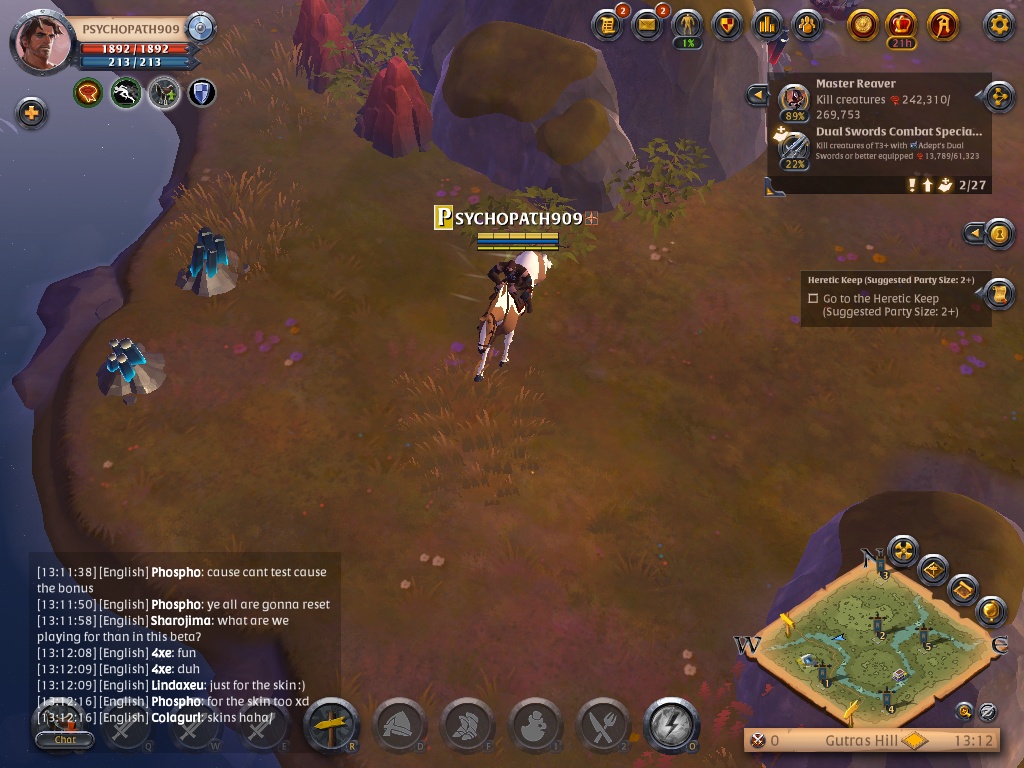 PSYCHOPATH909
1892 / 1892
213 / 213
2
2
1%
21h
Master Reaver
Kill creatures 242,310/
269,753
89%
Dual Swords Combat Specia...
Kill creatures of T3+ with Adept's Dual
Swords or better equipped 13,789/61,323
22%
2/27
PSYCHOPATH909
Heretic Keep (Suggested Party Size: 2+)
Go to the Heretic Keep
(Suggested Party Size: 2+)
[13:11:38] [English] Phospho: cause cant test cause
the bonus
[13:11:50] [English] Phospho: ye all are gonna reset
[13:11:58] [English] Sharojima: what are we
playing for than in this beta?
[13:12:08] [English] 4xe: fun
[13:12:09] [English] 4xe: duh
[13:12:09] [English] Lindaxeu: just for the skin:)
[13:12:16] [English] Phospho: for the skin too xd
[13:12:16] [English] Colagurl: skins haha/
Chat
Q
W
E
R
D
F
1
2
O
N
W
E
3
2
5
1
4
0
Gutras Hill
13:12